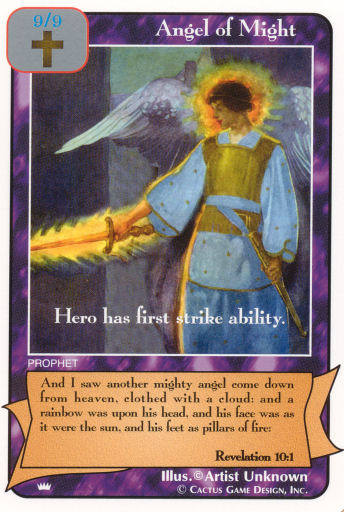 9/9
Angel of Might
Hero has first strike ability.
PROPHET
And I saw another mighty angel come down
from heaven, clothed with a cloud: and a
rainbow was upon his head, and his face was as
it were the sun, and his feet as pillars of fire:
Revelation 10:1
Illus.©Artist Unknown
© Cactus Game Design, Inc.